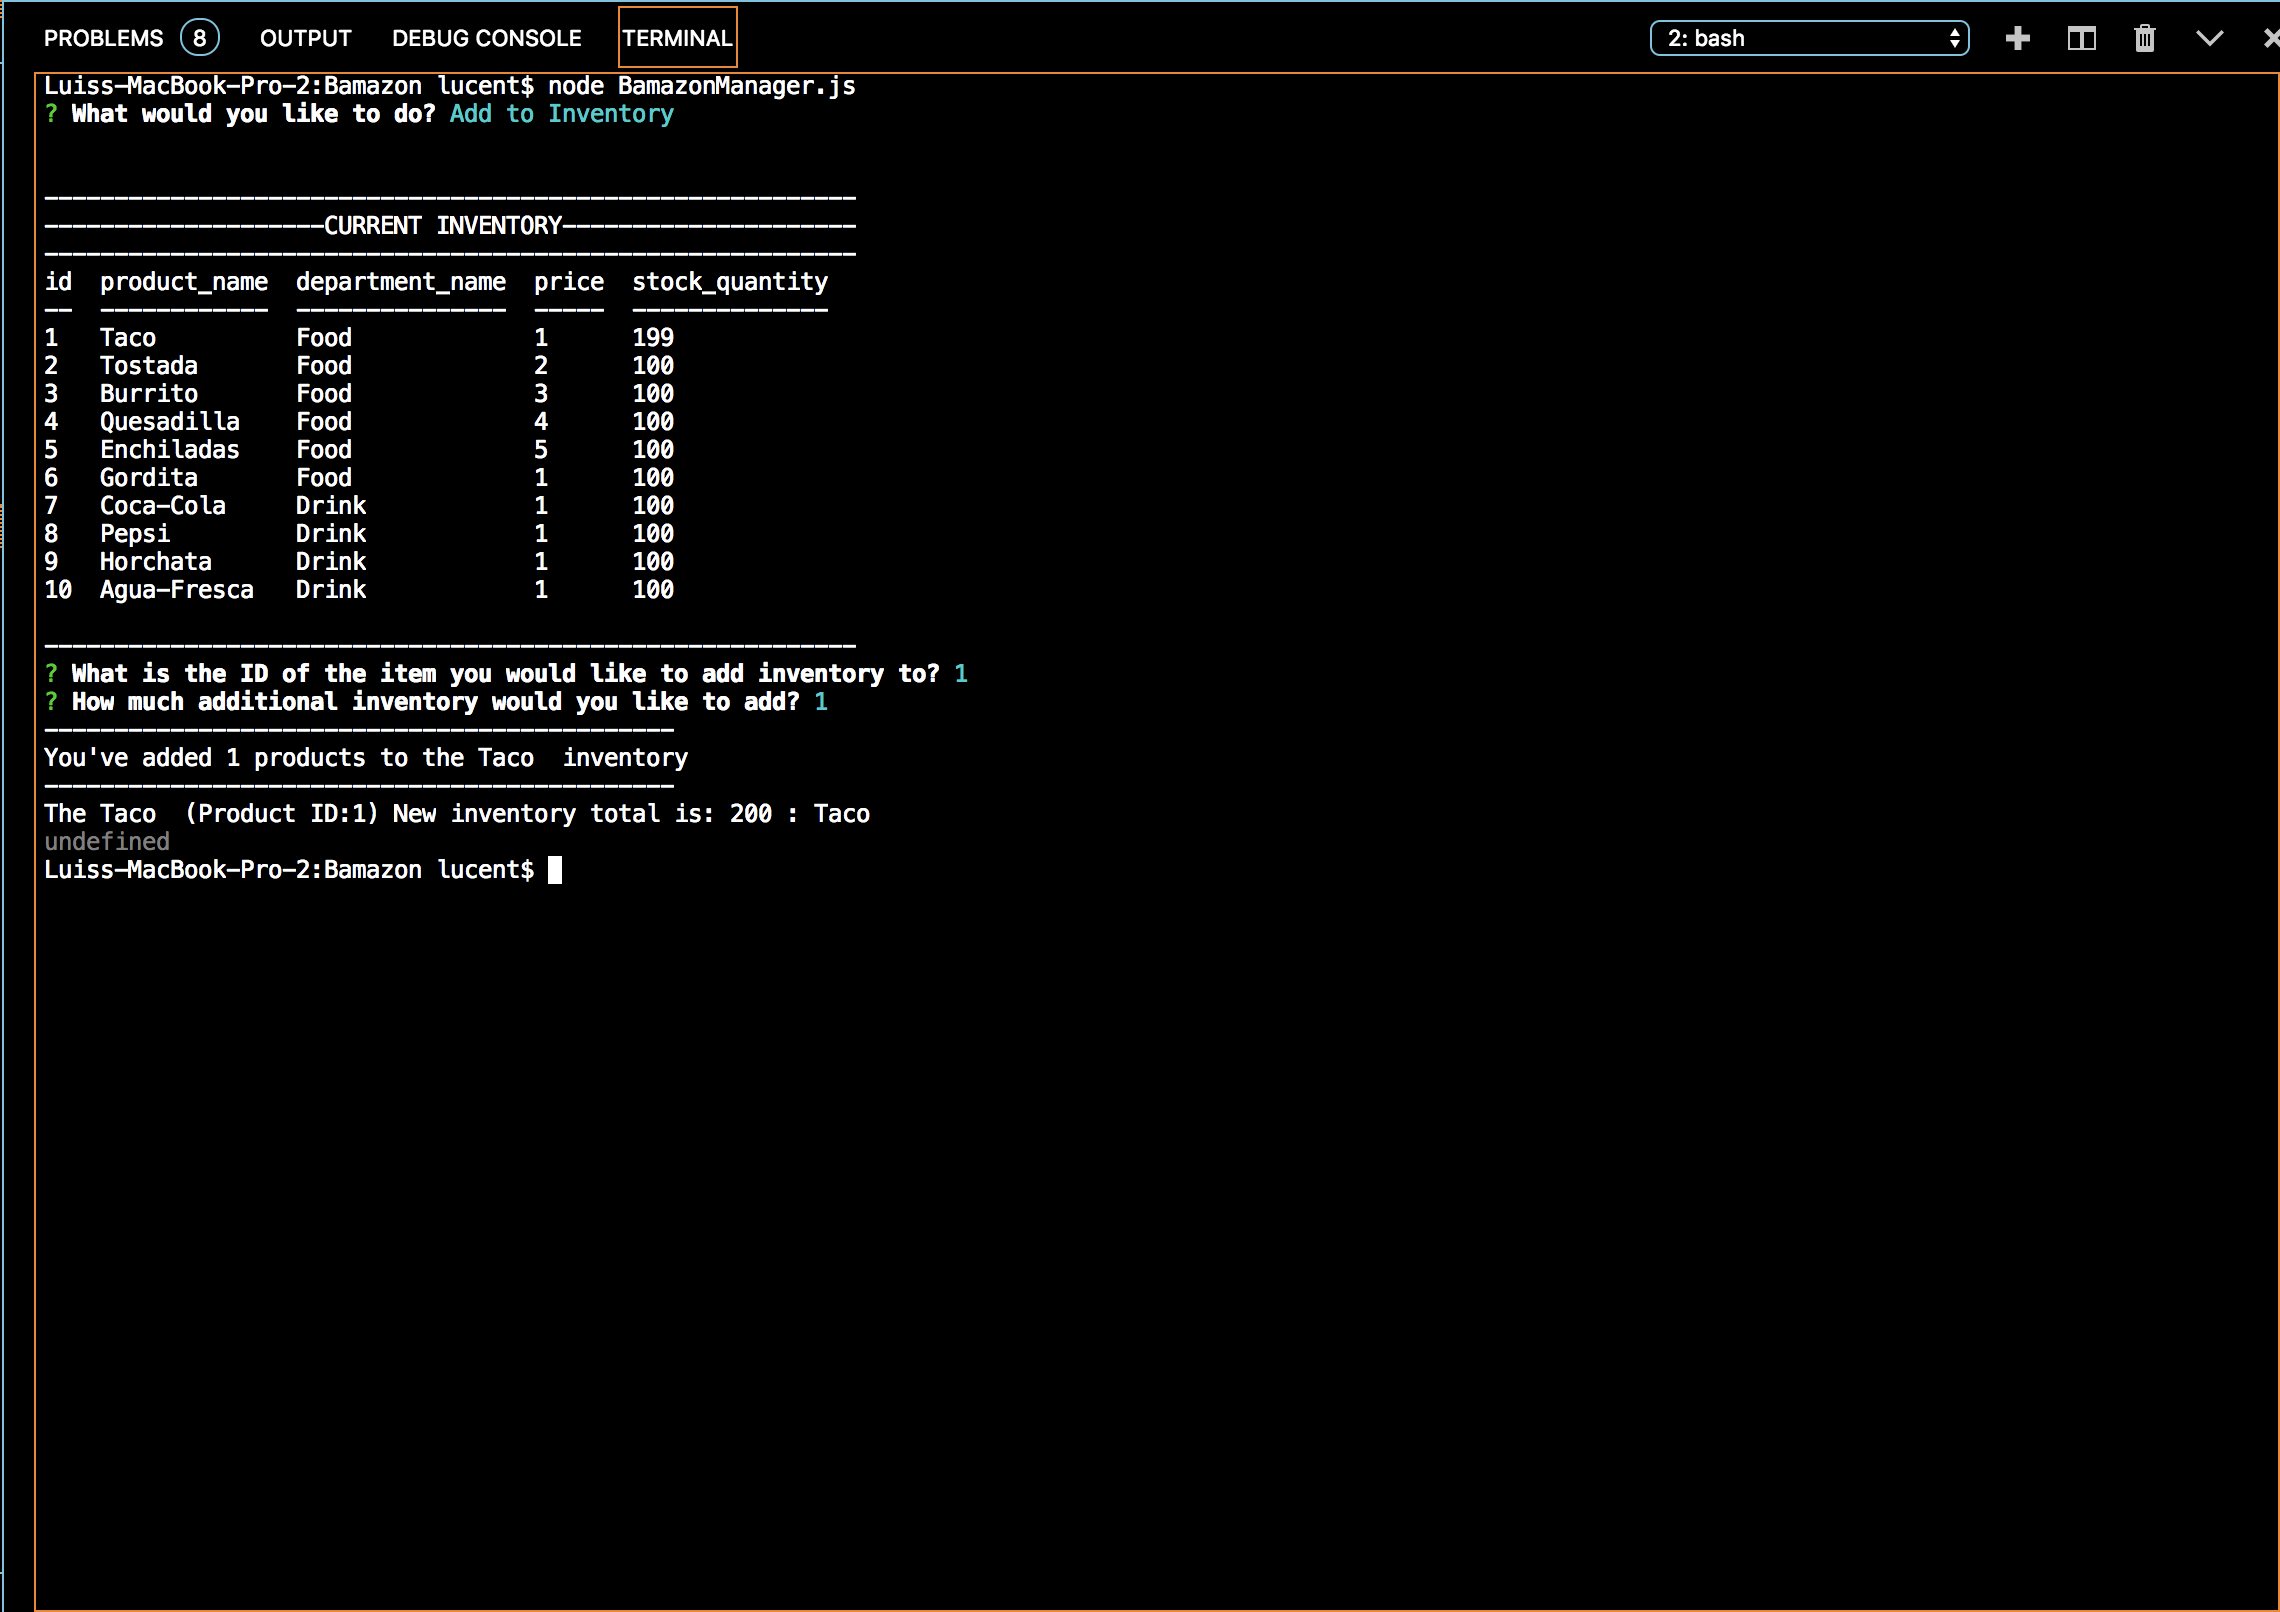 PROBLEMS 8 OUTPUT DEBUG CONSOLE TERMINAL 2: bash
Luiss-MacBook-Pro-2:Bamazon lucent$ node BamazonManager.js
? What would you like to do? Add to Inventory
----------------------------------------------------------
--------------------CURRENT INVENTORY---------------------
----------------------------------------------------------
id  product_name  department_name  price  stock_quantity
--  ------------  ---------------  -----  --------------
1   Taco          Food             1      199
2   Tostada       Food             2      100
3   Burrito       Food             3      100
4   Quesadilla    Food             4      100
5   Enchiladas    Food             5      100
6   Gordita       Food             1      100
7   Coca-Cola     Drink            1      100
8   Pepsi         Drink            1      100
9   Horchata      Drink            1      100
10  Agua-Fresca   Drink            1      100
----------------------------------------------------------
? What is the ID of the item you would like to add inventory to? 1
? How much additional inventory would you like to add? 1
---------------------------------------------
You've added 1 products to the Taco  inventory
---------------------------------------------
The Taco  (Product ID:1) New inventory total is: 200 : Taco
undefined
Luiss-MacBook-Pro-2:Bamazon lucent$